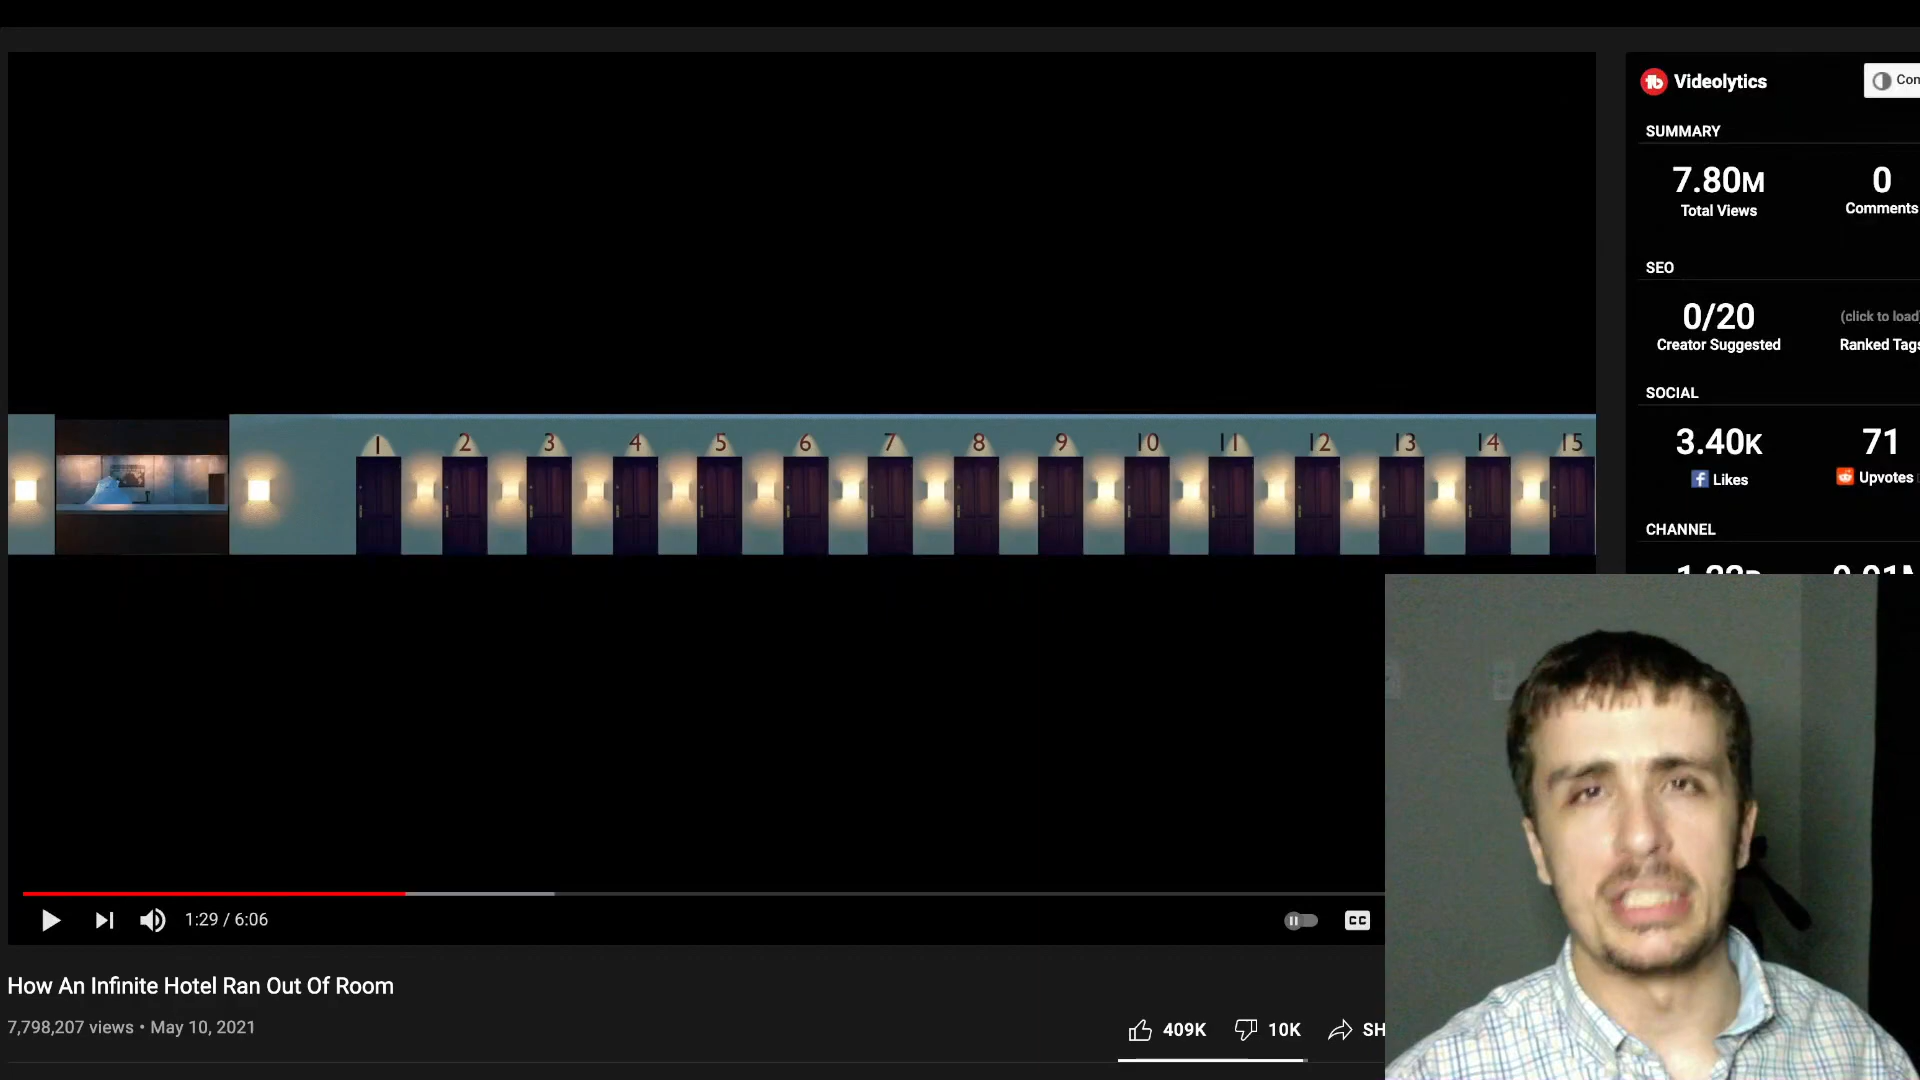 Videolytics
Com
SUMMARY
7.80M
0
Total Views
Comments
SEO
0/20
(click to load)
Creator Suggested
Ranked Tags
SOCIAL
3.40K
71
Likes
Upvotes
CHANNEL
1 2 3 4 5 6 7 8 9 10 11 12 13 14 15
1:29 / 6:06
CC
How An Infinite Hotel Ran Out Of Room
7,798,207 views • May 10, 2021
409K
10K
SH